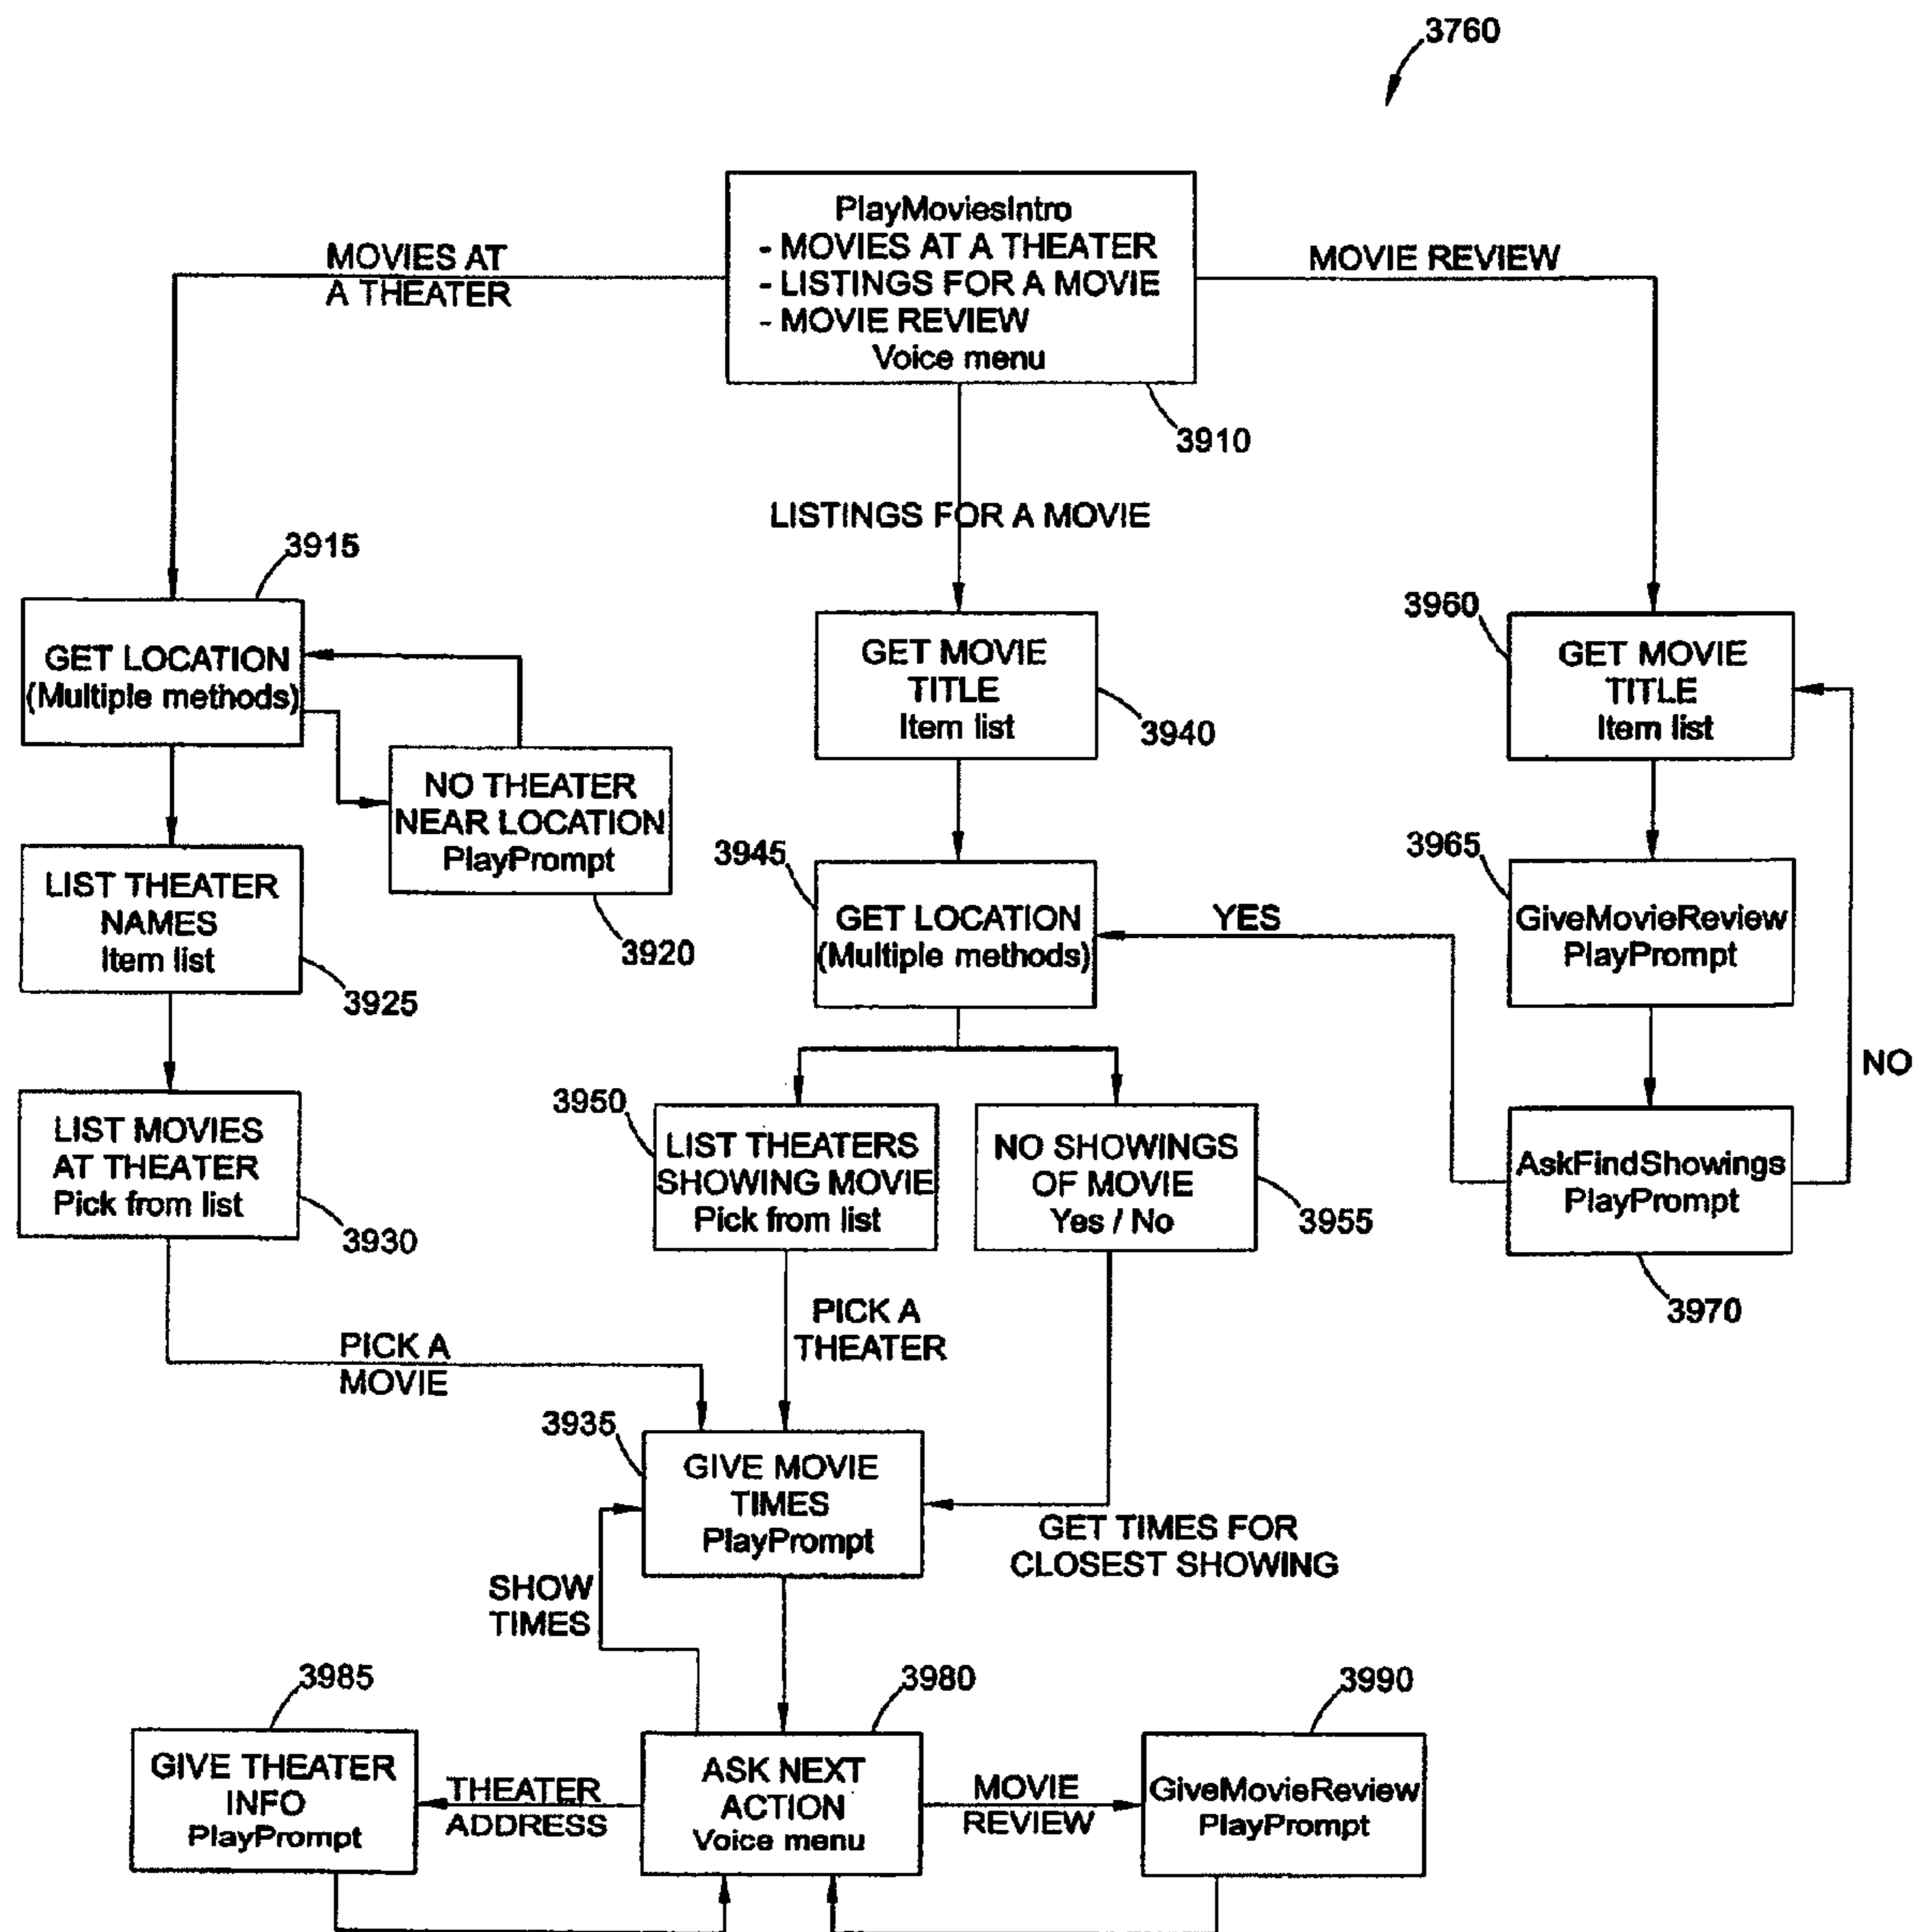 3760
PlayMoviesIntro
- MOVIES AT A THEATER
- LISTINGS FOR A MOVIE
- MOVIE REVIEW
Voice menu
3910
MOVIES AT
A THEATER
MOVIE REVIEW
LISTINGS FOR A MOVIE
3915
GET LOCATION
(Multiple methods)
NO THEATER
NEAR LOCATION
PlayPrompt
3920
LIST THEATER
NAMES
Item list
3925
LIST MOVIES
AT THEATER
Pick from list
3930
GET MOVIE
TITLE
Item list
3940
3945
GET LOCATION
(Multiple methods)
YES
3960
GET MOVIE
TITLE
Item list
3965
GiveMovieReview
PlayPrompt
NO
AskFindShowings
PlayPrompt
3970
3950
LIST THEATERS
SHOWING MOVIE
Pick from list
NO SHOWINGS
OF MOVIE
Yes / No
3955
PICK A
MOVIE
PICK A
THEATER
3935
GIVE MOVIE
TIMES
PlayPrompt
GET TIMES FOR
CLOSEST SHOWING
SHOW
TIMES
3985
GIVE THEATER
INFO
PlayPrompt
THEATER
ADDRESS
3980
ASK NEXT
ACTION
Voice menu
MOVIE
REVIEW
3990
GiveMovieReview
PlayPrompt